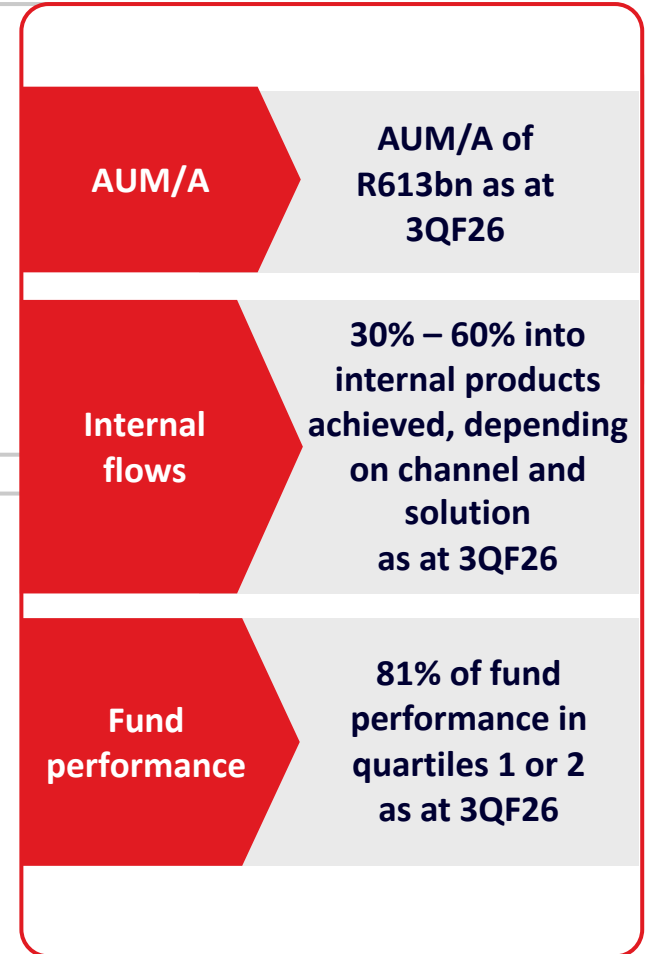 AUM/A
AUM/A of
R613bn as at
3QF26
Internal
flows
30% – 60% into
internal products
achieved, depending
on channel and
solution
as at 3QF26
Fund
performance
81% of fund
performance in
quartiles 1 or 2
as at 3QF26